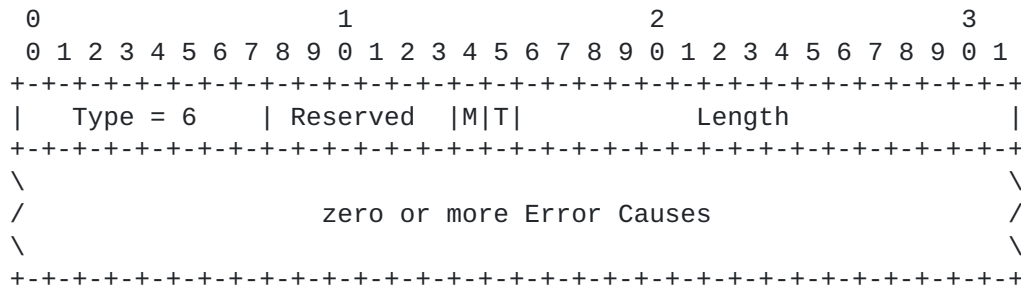 0                   1                   2                   3
 0 1 2 3 4 5 6 7 8 9 0 1 2 3 4 5 6 7 8 9 0 1 2 3 4 5 6 7 8 9 0 1
+-+-+-+-+-+-+-+-+-+-+-+-+-+-+-+-+-+-+-+-+-+-+-+-+-+-+-+-+-+-+-+-+
|   Type = 6    | Reserved  |M|T|           Length              |
+-+-+-+-+-+-+-+-+-+-+-+-+-+-+-+-+-+-+-+-+-+-+-+-+-+-+-+-+-+-+-+-+
\                                                               \
/                   zero or more Error Causes                   /
\                                                               \
+-+-+-+-+-+-+-+-+-+-+-+-+-+-+-+-+-+-+-+-+-+-+-+-+-+-+-+-+-+-+-+-+